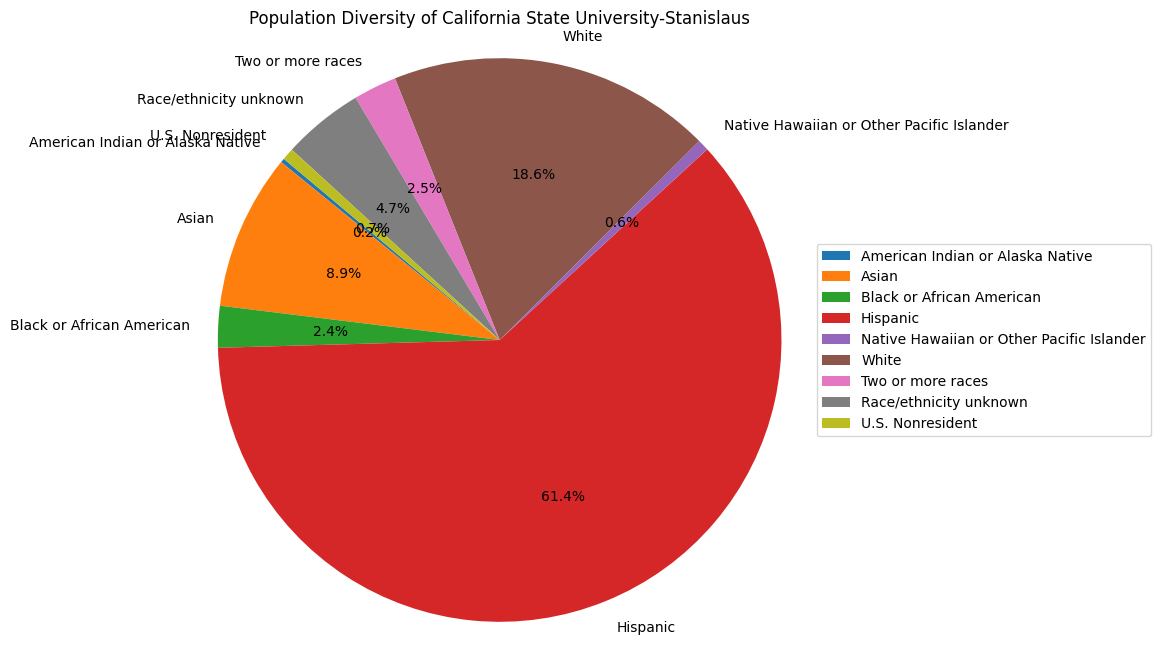 Population Diversity of California State University-Stanislaus
White
Two or more races
Race/ethnicity unknown
U.S. Nonresident
American Indian or Alaska Native
Native Hawaiian or Other Pacific Islander
Asian
Black or African American
Hispanic
18.6%
2.5%
4.7%
0.7%
0.2%
0.6%
8.9%
2.4%
61.4%
American Indian or Alaska Native
Asian
Black or African American
Hispanic
Native Hawaiian or Other Pacific Islander
White
Two or more races
Race/ethnicity unknown
U.S. Nonresident